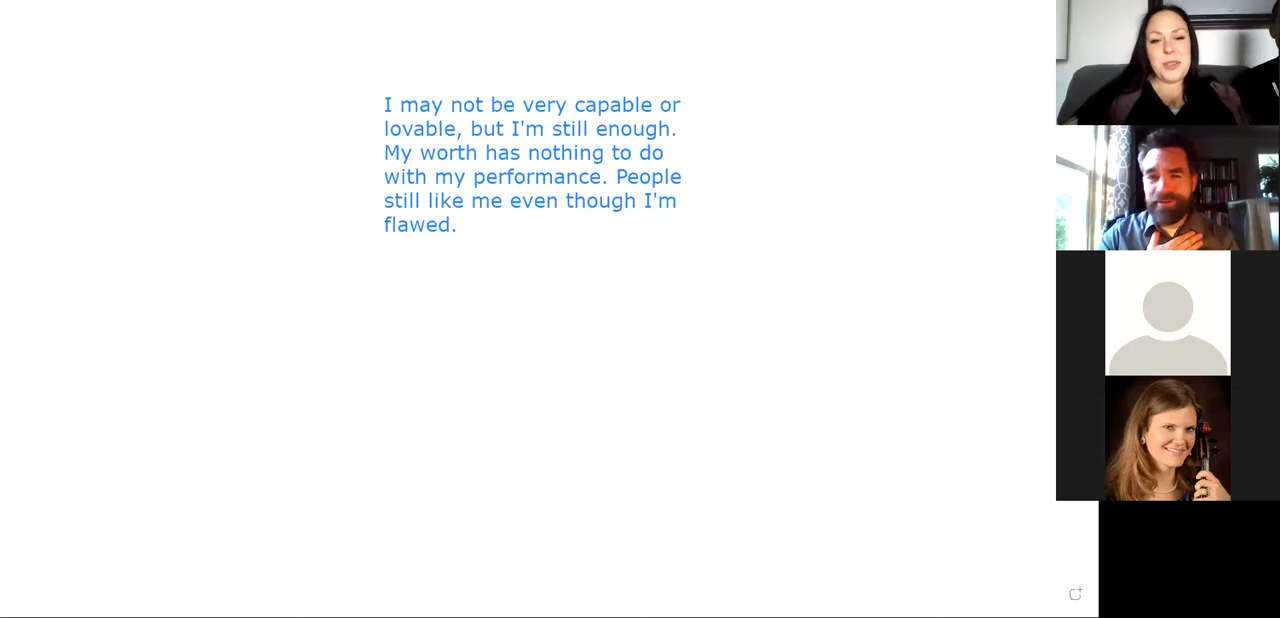 I may not be very capable or
lovable, but I'm still enough.
My worth has nothing to do
with my performance. People
still like me even though I'm
flawed.